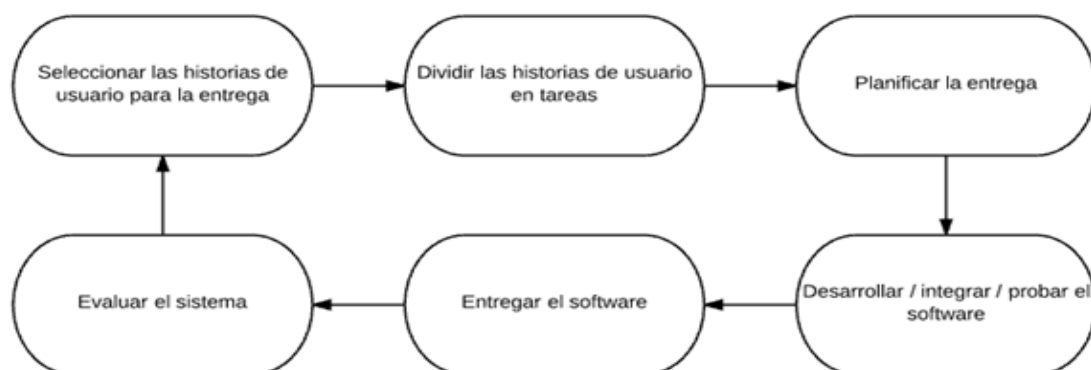 Seleccionar las historias de
usuario para la entrega
Dividir las historias de usuario
en tareas
Planificar la entrega
Desarrollar / integrar / probar el
software
Entregar el software
Evaluar el sistema